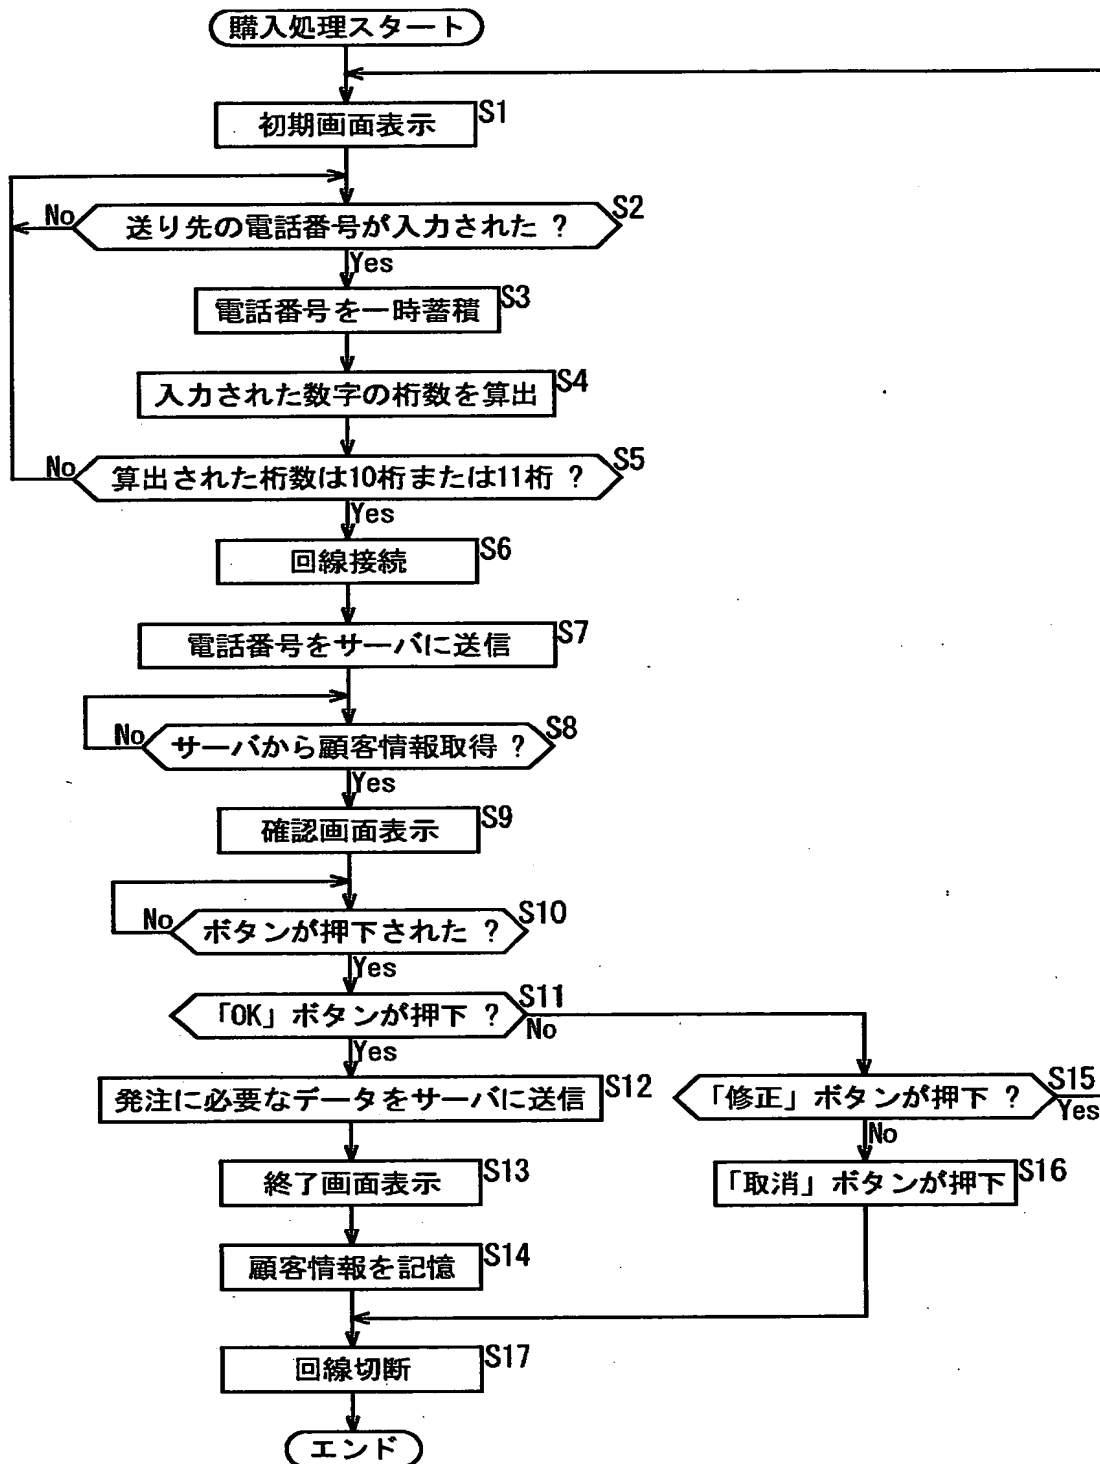 購入処理スタート
初期画面表示 S1
送り先の電話番号が入力された ? S2
No
Yes
電話番号を一時蓄積 S3
入力された数字の桁数を算出 S4
算出された桁数は10桁または11桁 ? S5
No
Yes
回線接続 S6
電話番号をサーバに送信 S7
サーバから顧客情報取得 ? S8
No
Yes
確認画面表示 S9
ボタンが押下された ? S10
No
Yes
「OK」ボタンが押下 ? S11
No
Yes
発注に必要なデータをサーバに送信 S12
「修正」ボタンが押下 ? S15
Yes
No
終了画面表示 S13
「取消」ボタンが押下 S16
顧客情報を記憶 S14
回線切断 S17
エンド